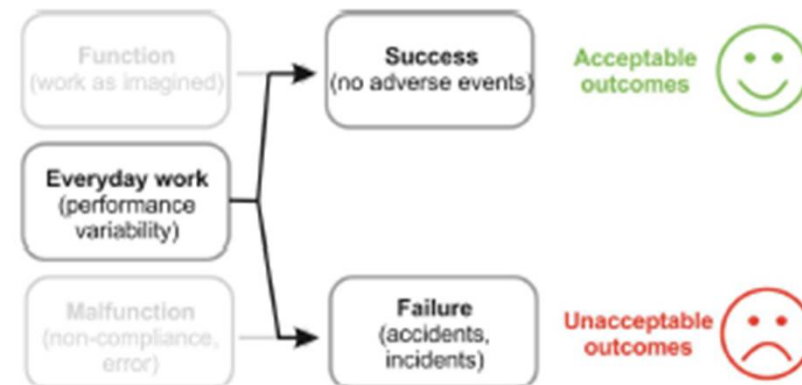 Function
(work as imagined)
Success
(no adverse events)
Acceptable
outcomes
Everyday work
(performance
variability)
Malfunction
(non-compliance,
error)
Failure
(accidents,
incidents)
Unacceptable
outcomes